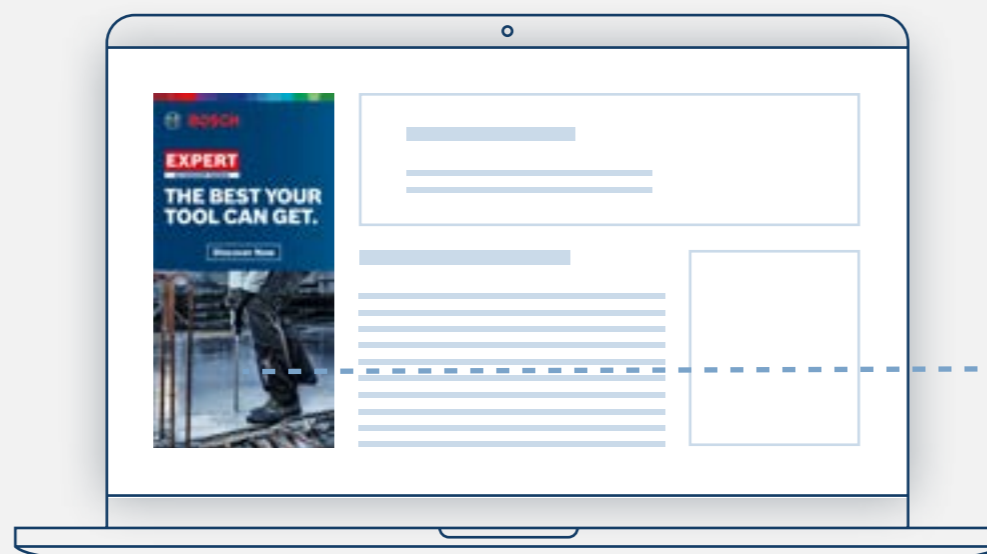 BOSCH
EXPERT
THE BEST YOUR
TOOL CAN GET.
Discover Now